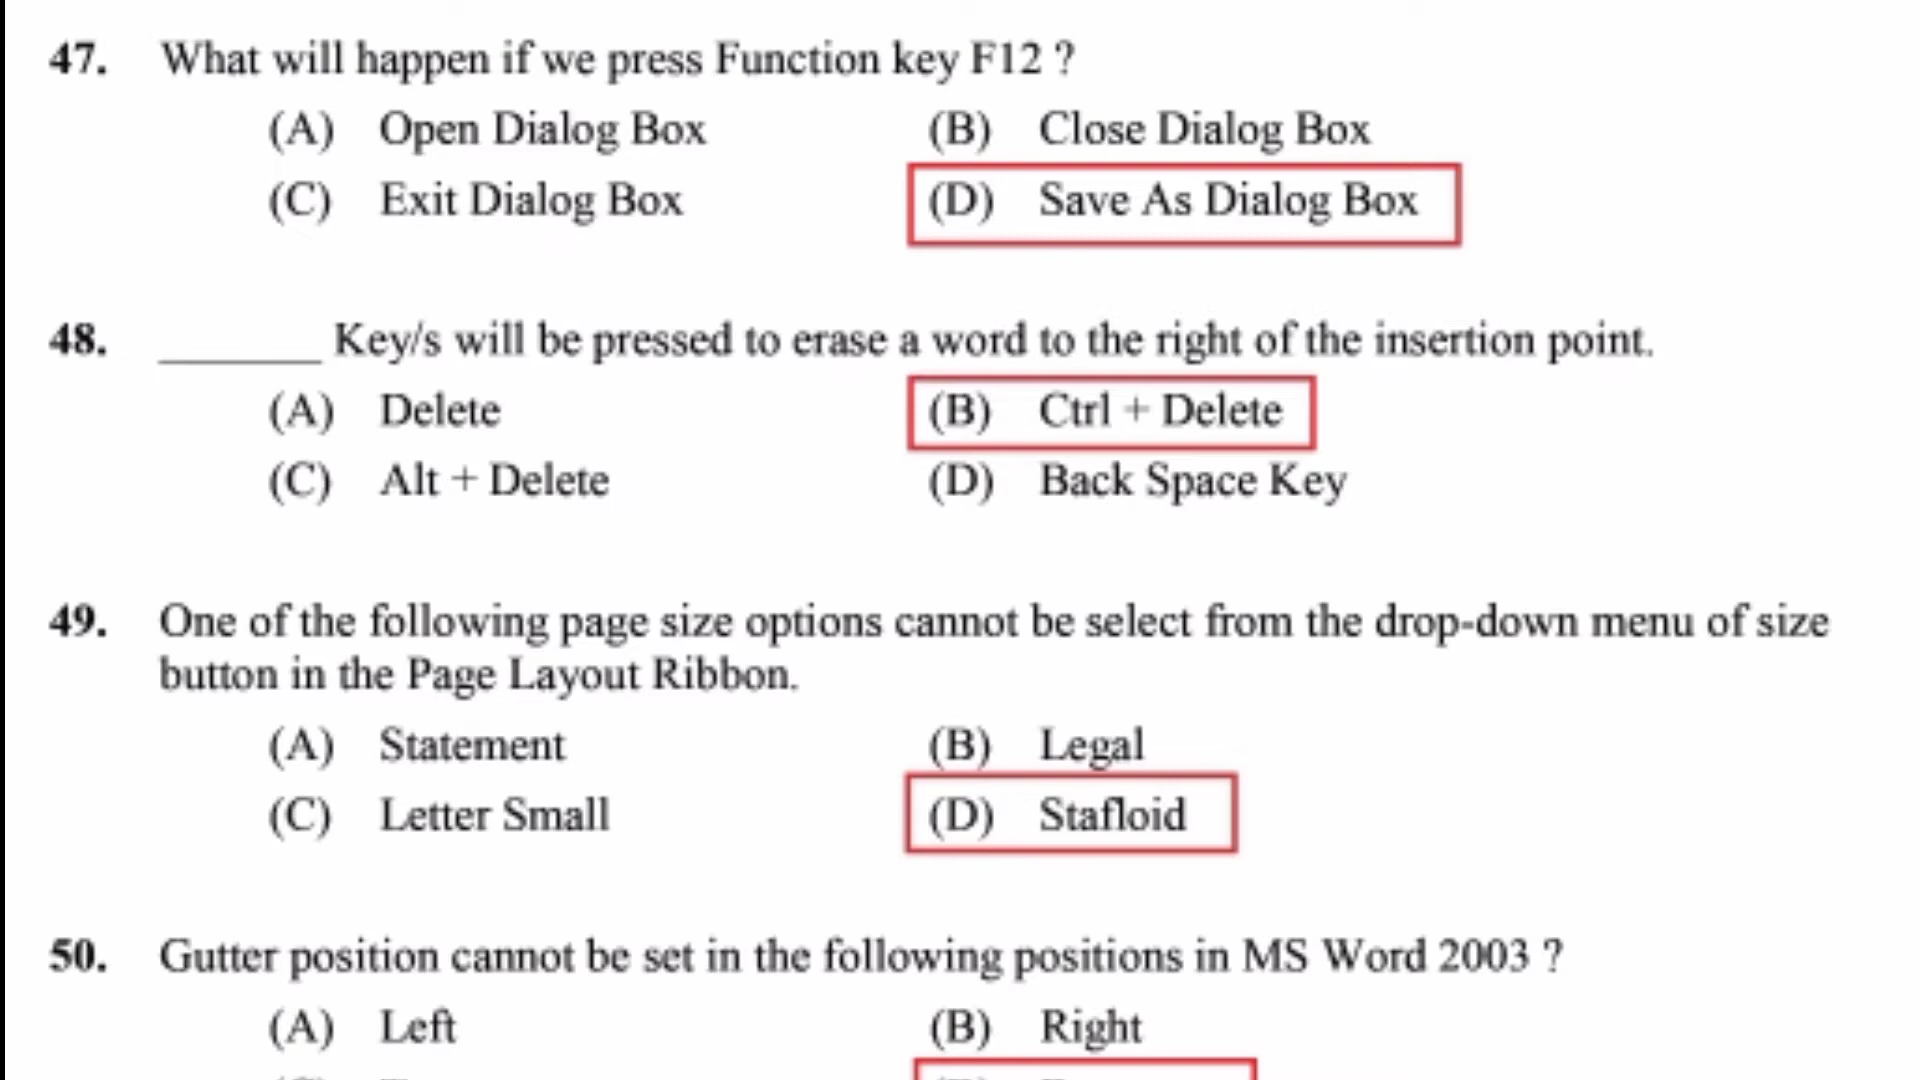 47. What will happen if we press Function key F12 ?
(A) Open Dialog Box (B) Close Dialog Box
(C) Exit Dialog Box (D) Save As Dialog Box
48. ______ Key/s will be pressed to erase a word to the right of the insertion point.
(A) Delete (B) Ctrl + Delete
(C) Alt + Delete (D) Back Space Key
49. One of the following page size options cannot be select from the drop-down menu of size
button in the Page Layout Ribbon.
(A) Statement (B) Legal
(C) Letter Small (D) Stafloid
50. Gutter position cannot be set in the following positions in MS Word 2003 ?
(A) Left (B) Right